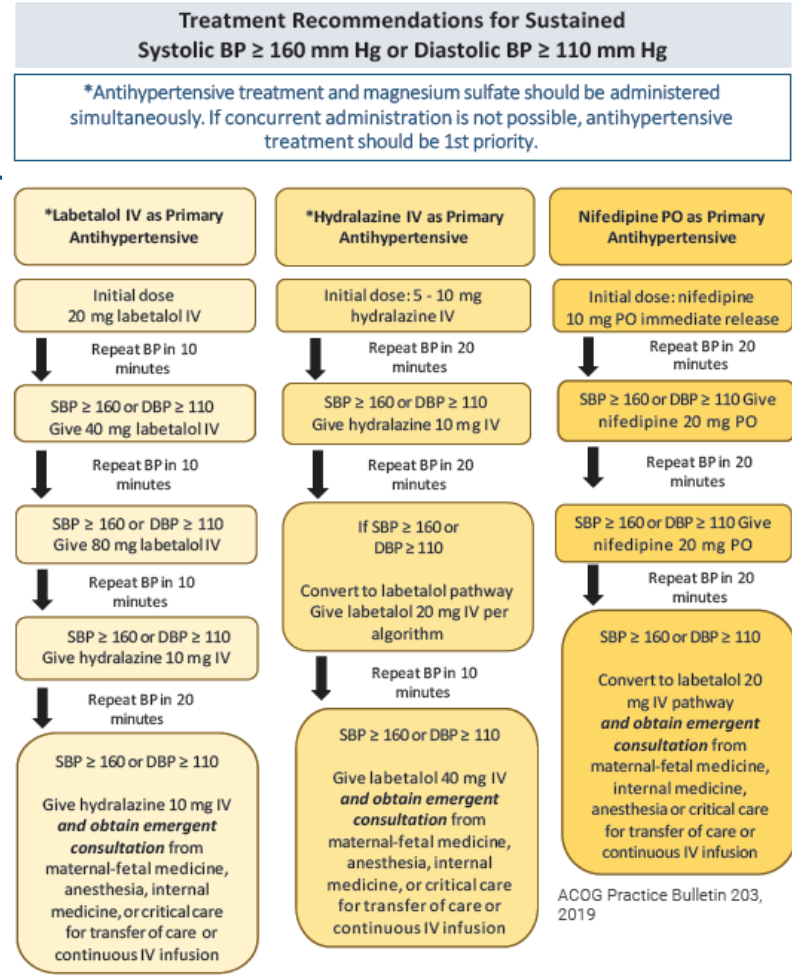 Treatment Recommendations for Sustained
Systolic BP ≥ 160 mm Hg or Diastolic BP ≥ 110 mm Hg
*Antihypertensive treatment and magnesium sulfate should be administered
simultaneously. If concurrent administration is not possible, antihypertensive
treatment should be 1st priority.
*Labetalol IV as Primary
Antihypertensive
Initial dose
20 mg labetalol IV
Repeat BP in 10
minutes
SBP ≥ 160 or DBP ≥ 110
Give 40 mg labetalol IV
Repeat BP in 10
minutes
SBP ≥ 160 or DBP ≥ 110
Give 80 mg labetalol IV
Repeat BP in 10
minutes
SBP ≥ 160 or DBP ≥ 110
Give hydralazine 10 mg IV
Repeat BP in 20
minutes
SBP ≥ 160 or DBP ≥ 110
Give hydralazine 10 mg IV
and obtain emergent
consultation from
maternal-fetal medicine,
anesthesia, internal
medicine, or critical care
for transfer of care or
continuous IV infusion
*Hydralazine IV as Primary
Antihypertensive
Initial dose: 5 - 10 mg
hydralazine IV
Repeat BP in 20
minutes
SBP ≥ 160 or DBP ≥ 110
Give hydralazine 10 mg IV
Repeat BP in 20
minutes
If SBP ≥ 160 or
DBP ≥ 110
Convert to labetalol pathway
Give labetalol 20 mg IV per
algorithm
Repeat BP in 10
minutes
SBP ≥ 160 or DBP ≥ 110
Give labetalol 40 mg IV
and obtain emergent
consultation from
maternal-fetal medicine,
anesthesia, internal
medicine, or critical care
for transfer of care or
continuous IV infusion
Nifedipine PO as Primary
Antihypertensive
Initial dose: nifedipine
10 mg PO immediate release
Repeat BP in 20
minutes
SBP ≥ 160 or DBP ≥ 110 Give
nifedipine 20 mg PO
Repeat BP in 20
minutes
SBP ≥ 160 or DBP ≥ 110 Give
nifedipine 20 mg PO
Repeat BP in 20
minutes
SBP ≥ 160 or DBP ≥ 110
Convert to labetalol 20
mg IV pathway
and obtain emergent
consultation from
maternal-fetal medicine,
internal medicine,
anesthesia or critical care
for transfer of care or
continuous IV infusion
ACOG Practice Bulletin 203,
2019